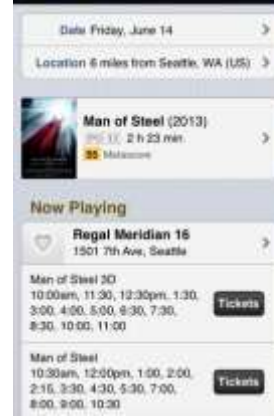 Date Friday, June 14
Location 6 miles from Seattle, WA (US)
Man of Steel (2013)
2 h 23 min.
55 Metascore
Now Playing
Regal Meridian 16
1501 7th Ave, Seattle
Man of Steel 3D
10:00am, 11:30, 12:30pm, 1:30,
3:00, 4:00, 5:00, 6:30, 7:30,
8:30, 10:00, 11:00
Tickets
Man of Steel
10:30am, 12:00pm, 1:00, 2:00,
2:15, 3:30, 4:30, 5:30, 7:00,
8:00, 9:00, 10:30
Tickets